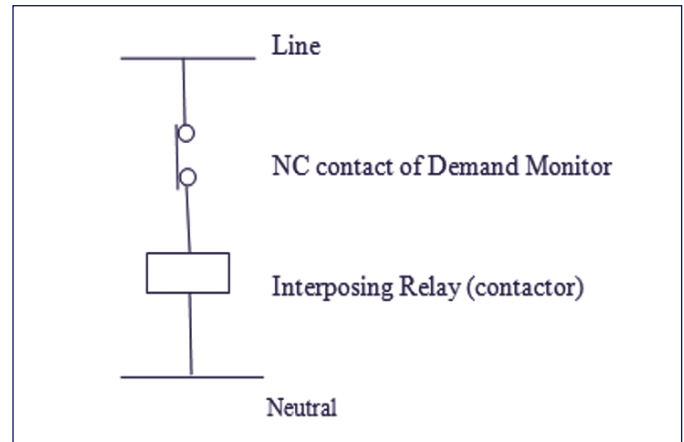 Line
NC contact of Demand Monitor
Interposing Relay (contactor)
Neutral